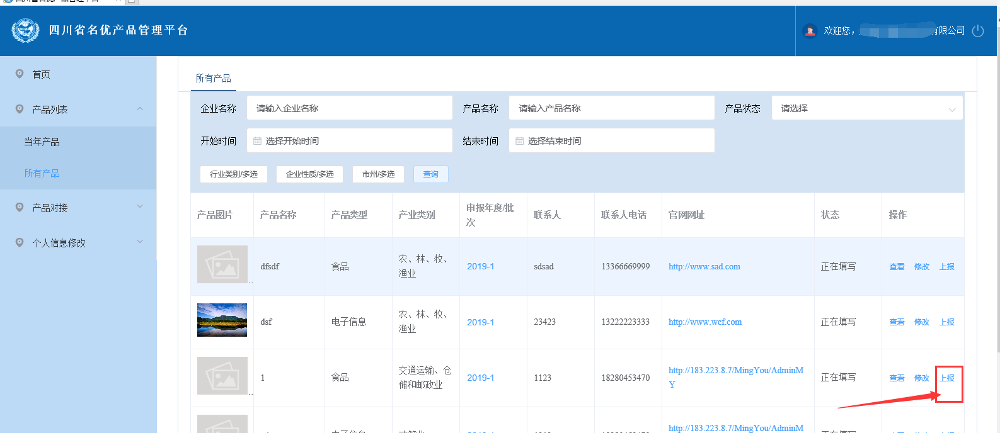 四川省名优产品管理平台
欢迎您，
有限公司
首页
产品列表
当年产品
所有产品
产品对接
个人信息修改
所有产品
企业名称 请输入企业名称 产品名称 请输入产品名称 产品状态 请选择
开始时间 选择开始时间 结束时间 选择结束时间
行业类别/多选 企业性质/多选 市州/多选 查询
产品图片 产品名称 产品类型 产业类别 申报年度/批次 联系人 联系人电话 官网网址 状态 操作
dfsdf 食品 农、林、牧、渔业 2019-1 sdsad 13366669999 http://www.sad.com 正在填写 查看 修改 上报
dsf 电子信息 农、林、牧、渔业 2019-1 23423 13222223333 http://www.wef.com 正在填写 查看 修改 上报
1 食品 交通运输、仓储和邮政业 2019-1 1123 18280453470 http://183.223.8.7/MingYou/AdminMY 正在填写 查看 修改 上报
http://183.223.8.7/MingYou/AdminM